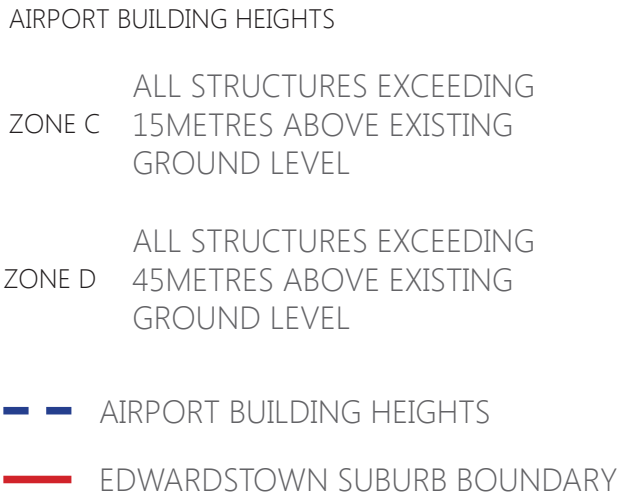 AIRPORT BUILDING HEIGHTS
ALL STRUCTURES EXCEEDING
ZONE C 15METRES ABOVE EXISTING
GROUND LEVEL
ALL STRUCTURES EXCEEDING
ZONE D 45METRES ABOVE EXISTING
GROUND LEVEL
AIRPORT BUILDING HEIGHTS
EDWARDSTOWN SUBURB BOUNDARY